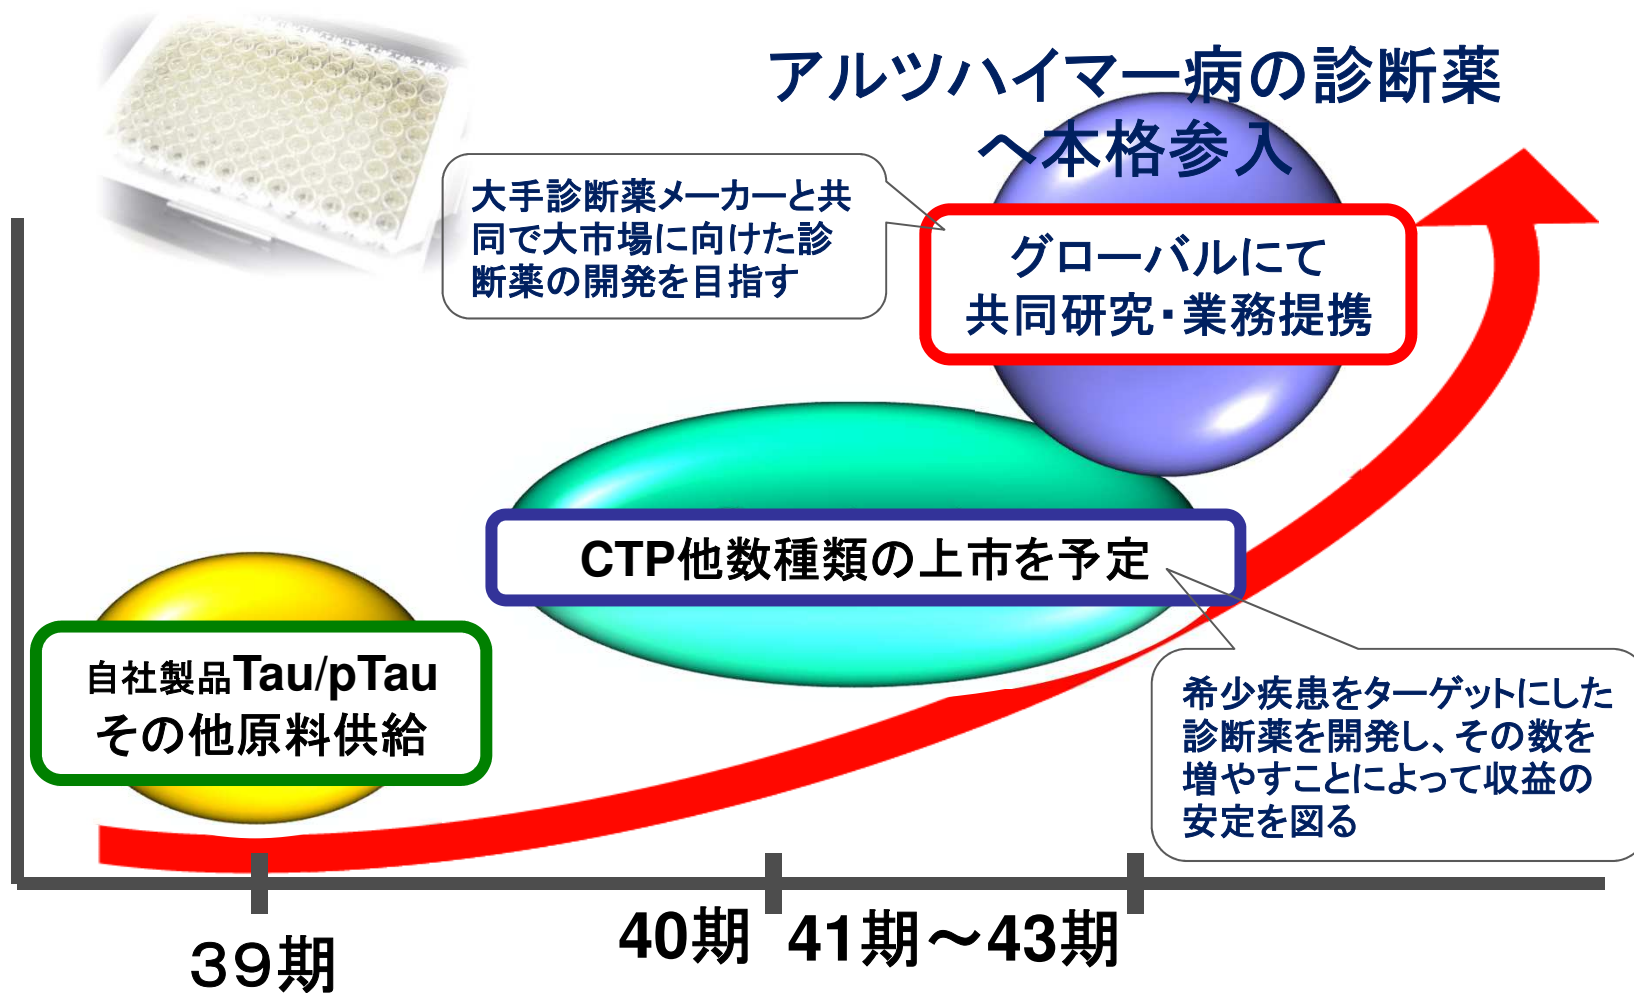 アルツハイマー病の診断薬
へ本格参入
大手診断薬メーカーと共
同で大市場に向けた診
断薬の開発を目指す
グローバルにて
共同研究・業務提携
CTP他数種類の上市を予定
自社製品Tau/pTau
その他原料供給
希少疾患をターゲットにした
診断薬を開発し、その数を
増やすことによって収益の
安定を図る
３９期
40期
41期～43期